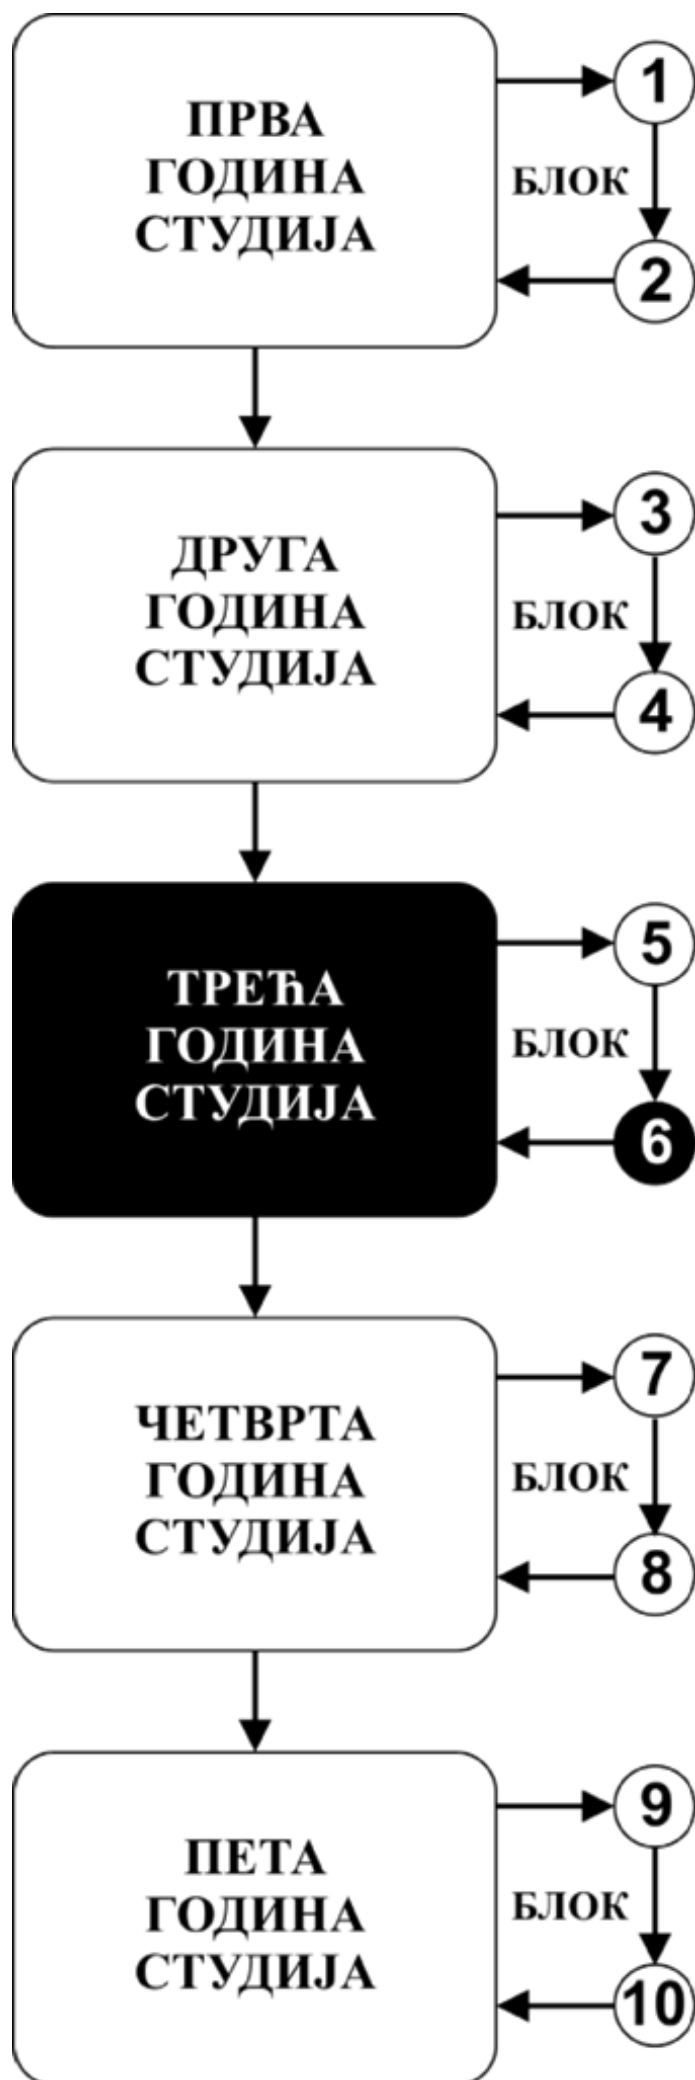 ПРВА
ГОДИНА
СТУДИЈА
1
БЛОК
2
ДРУГА
ГОДИНА
СТУДИЈА
3
БЛОК
4
ТРЕЋА
ГОДИНА
СТУДИЈА
5
БЛОК
6
ЧЕТВРТА
ГОДИНА
СТУДИЈА
7
БЛОК
8
ПЕТА
ГОДИНА
СТУДИЈА
9
БЛОК
10